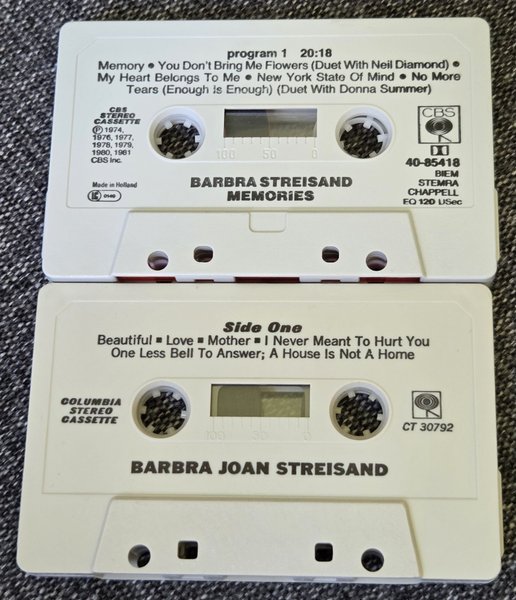 program 1 20:18
Memory • You Don't Bring Me Flowers (Duet With Neil Diamond) •
My Heart Belongs To Me • New York State Of Mind • No More
Tears (Enough Is Enough) (Duet With Donna Summer)
CBS
STEREO
CASSETTE
Ⓟ 1974,
1976, 1977,
1978, 1979,
1980, 1981
CBS Inc.
Made in Holland
0140
100 50 0
CBS
40-85418
BIEM
STEMRA
CHAPPELL
EQ 120 USec
BARBRA STREISAND
MEMORIES
Side One
Beautiful ▪ Love ▪ Mother ▪ I Never Meant To Hurt You
One Less Bell To Answer; A House Is Not A Home
COLUMBIA
STEREO
CASSETTE
CT 30792
BARBRA JOAN STREISAND